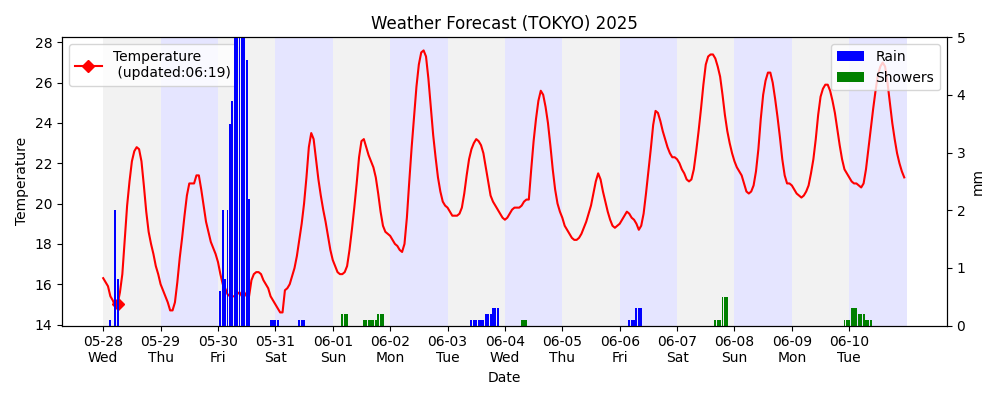 Weather Forecast (TOKYO) 2025
Temperature
(updated:06:19)
Rain
Showers
28
26
24
22
20
18
16
14
Temperature
5
4
3
2
1
0
mm
05-28 05-29 05-30 05-31 06-01 06-02 06-03 06-04 06-05 06-06 06-07 06-08 06-09 06-10
Wed Thu Fri Sat Sun Mon Tue Wed Thu Fri Sat Sun Mon Tue
Date